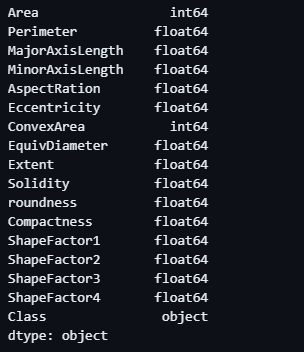 Area int64
Perimeter float64
MajorAxisLength float64
MinorAxisLength float64
AspectRation float64
Eccentricity float64
ConvexArea int64
EquivDiameter float64
Extent float64
Solidity float64
roundness float64
Compactness float64
ShapeFactor1 float64
ShapeFactor2 float64
ShapeFactor3 float64
ShapeFactor4 float64
Class object
dtype: object